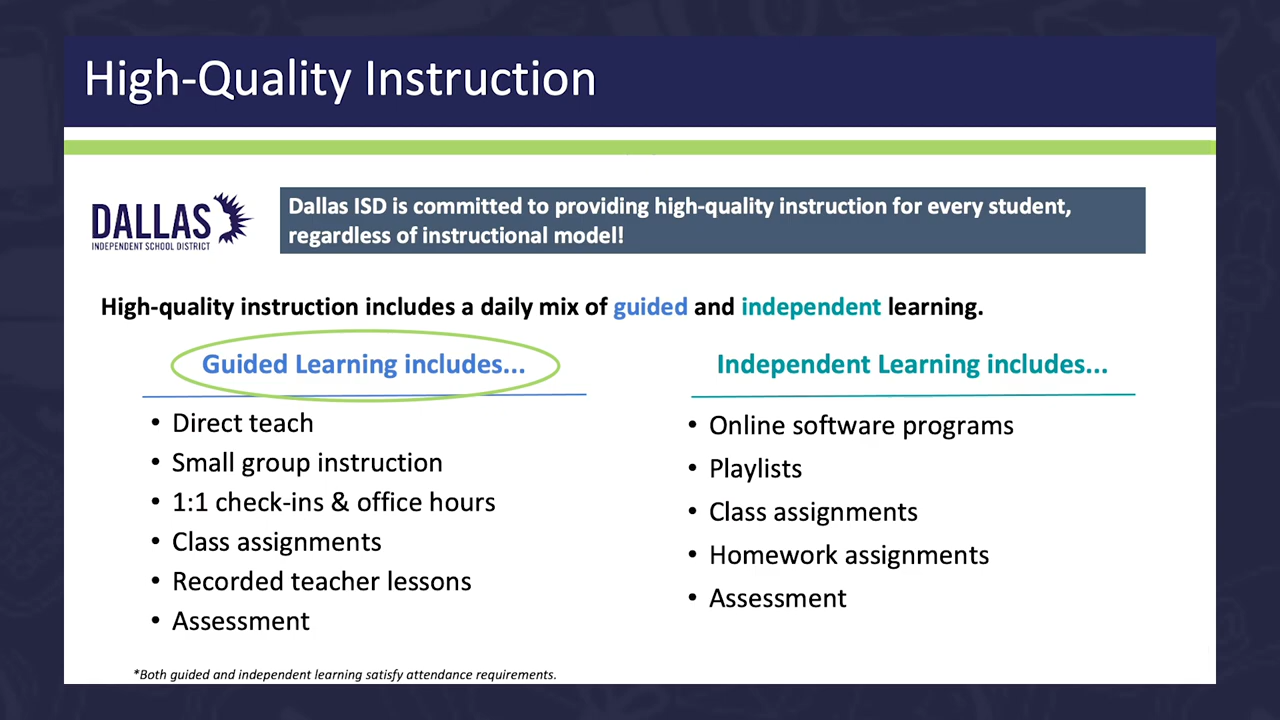 High-Quality Instruction
DALLAS
INDEPENDENT SCHOOL DISTRICT
Dallas ISD is committed to providing high-quality instruction for every student,
regardless of instructional model!
High-quality instruction includes a daily mix of guided and independent learning.
Guided Learning includes...
• Direct teach
• Small group instruction
• 1:1 check-ins & office hours
• Class assignments
• Recorded teacher lessons
• Assessment
Independent Learning includes...
• Online software programs
• Playlists
• Class assignments
• Homework assignments
• Assessment
*Both guided and independent learning satisfy attendance requirements.